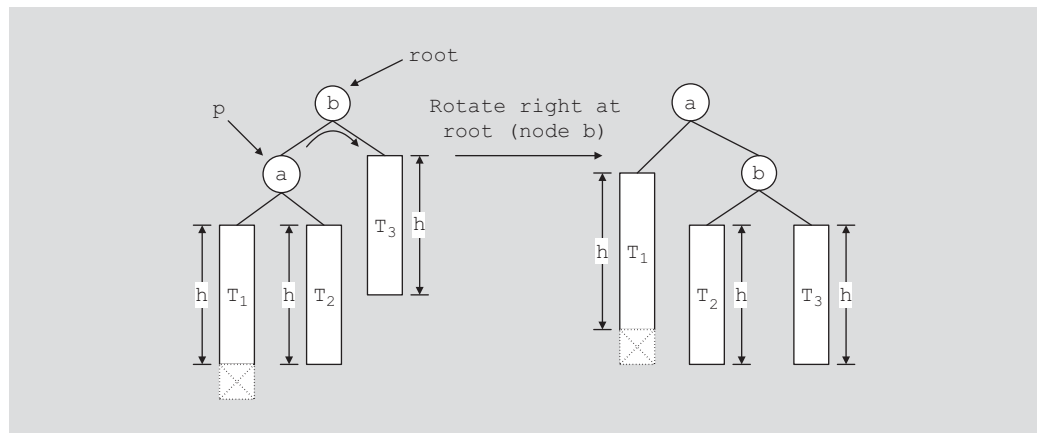 root
b
p
Rotate right at
root (node b)
a
a
b
T3
h
h
T1
h
T2
h
T1
T2
h
T3
h